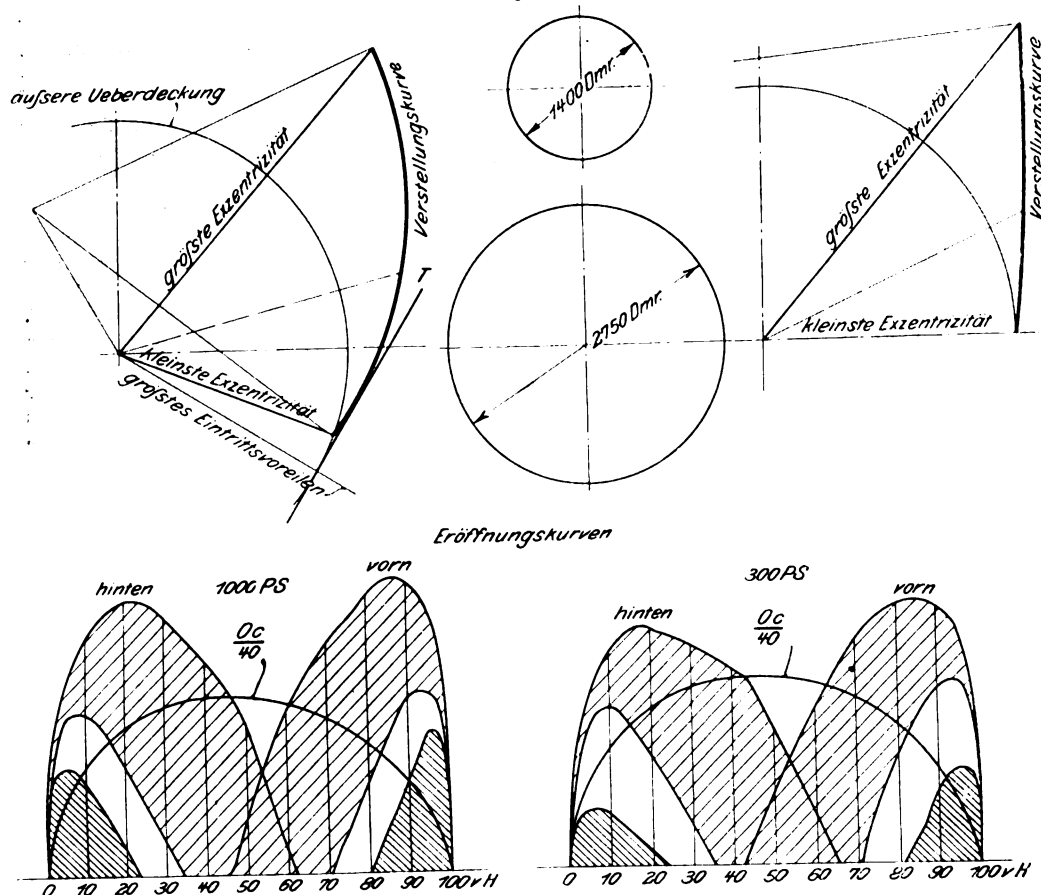 äußere Ueberdeckung
größte Exzentrizität
Verstellungskurve
T
kleinste Exzentrizität
größtes Eintrittsvoreilen
1400 Dmr.
2750 Dmr.
größte Exzentrizität
Verstellungskurve
kleinste Exzentrizität
Eröffnungskurven
hinten
1000 PS
vorn
Oc
40
0 10 20 30 40 50 60 70 80 90 100 v H
hinten
300 PS
vorn
Oc
40
0 10 20 30 40 50 60 70 80 90 100 v H